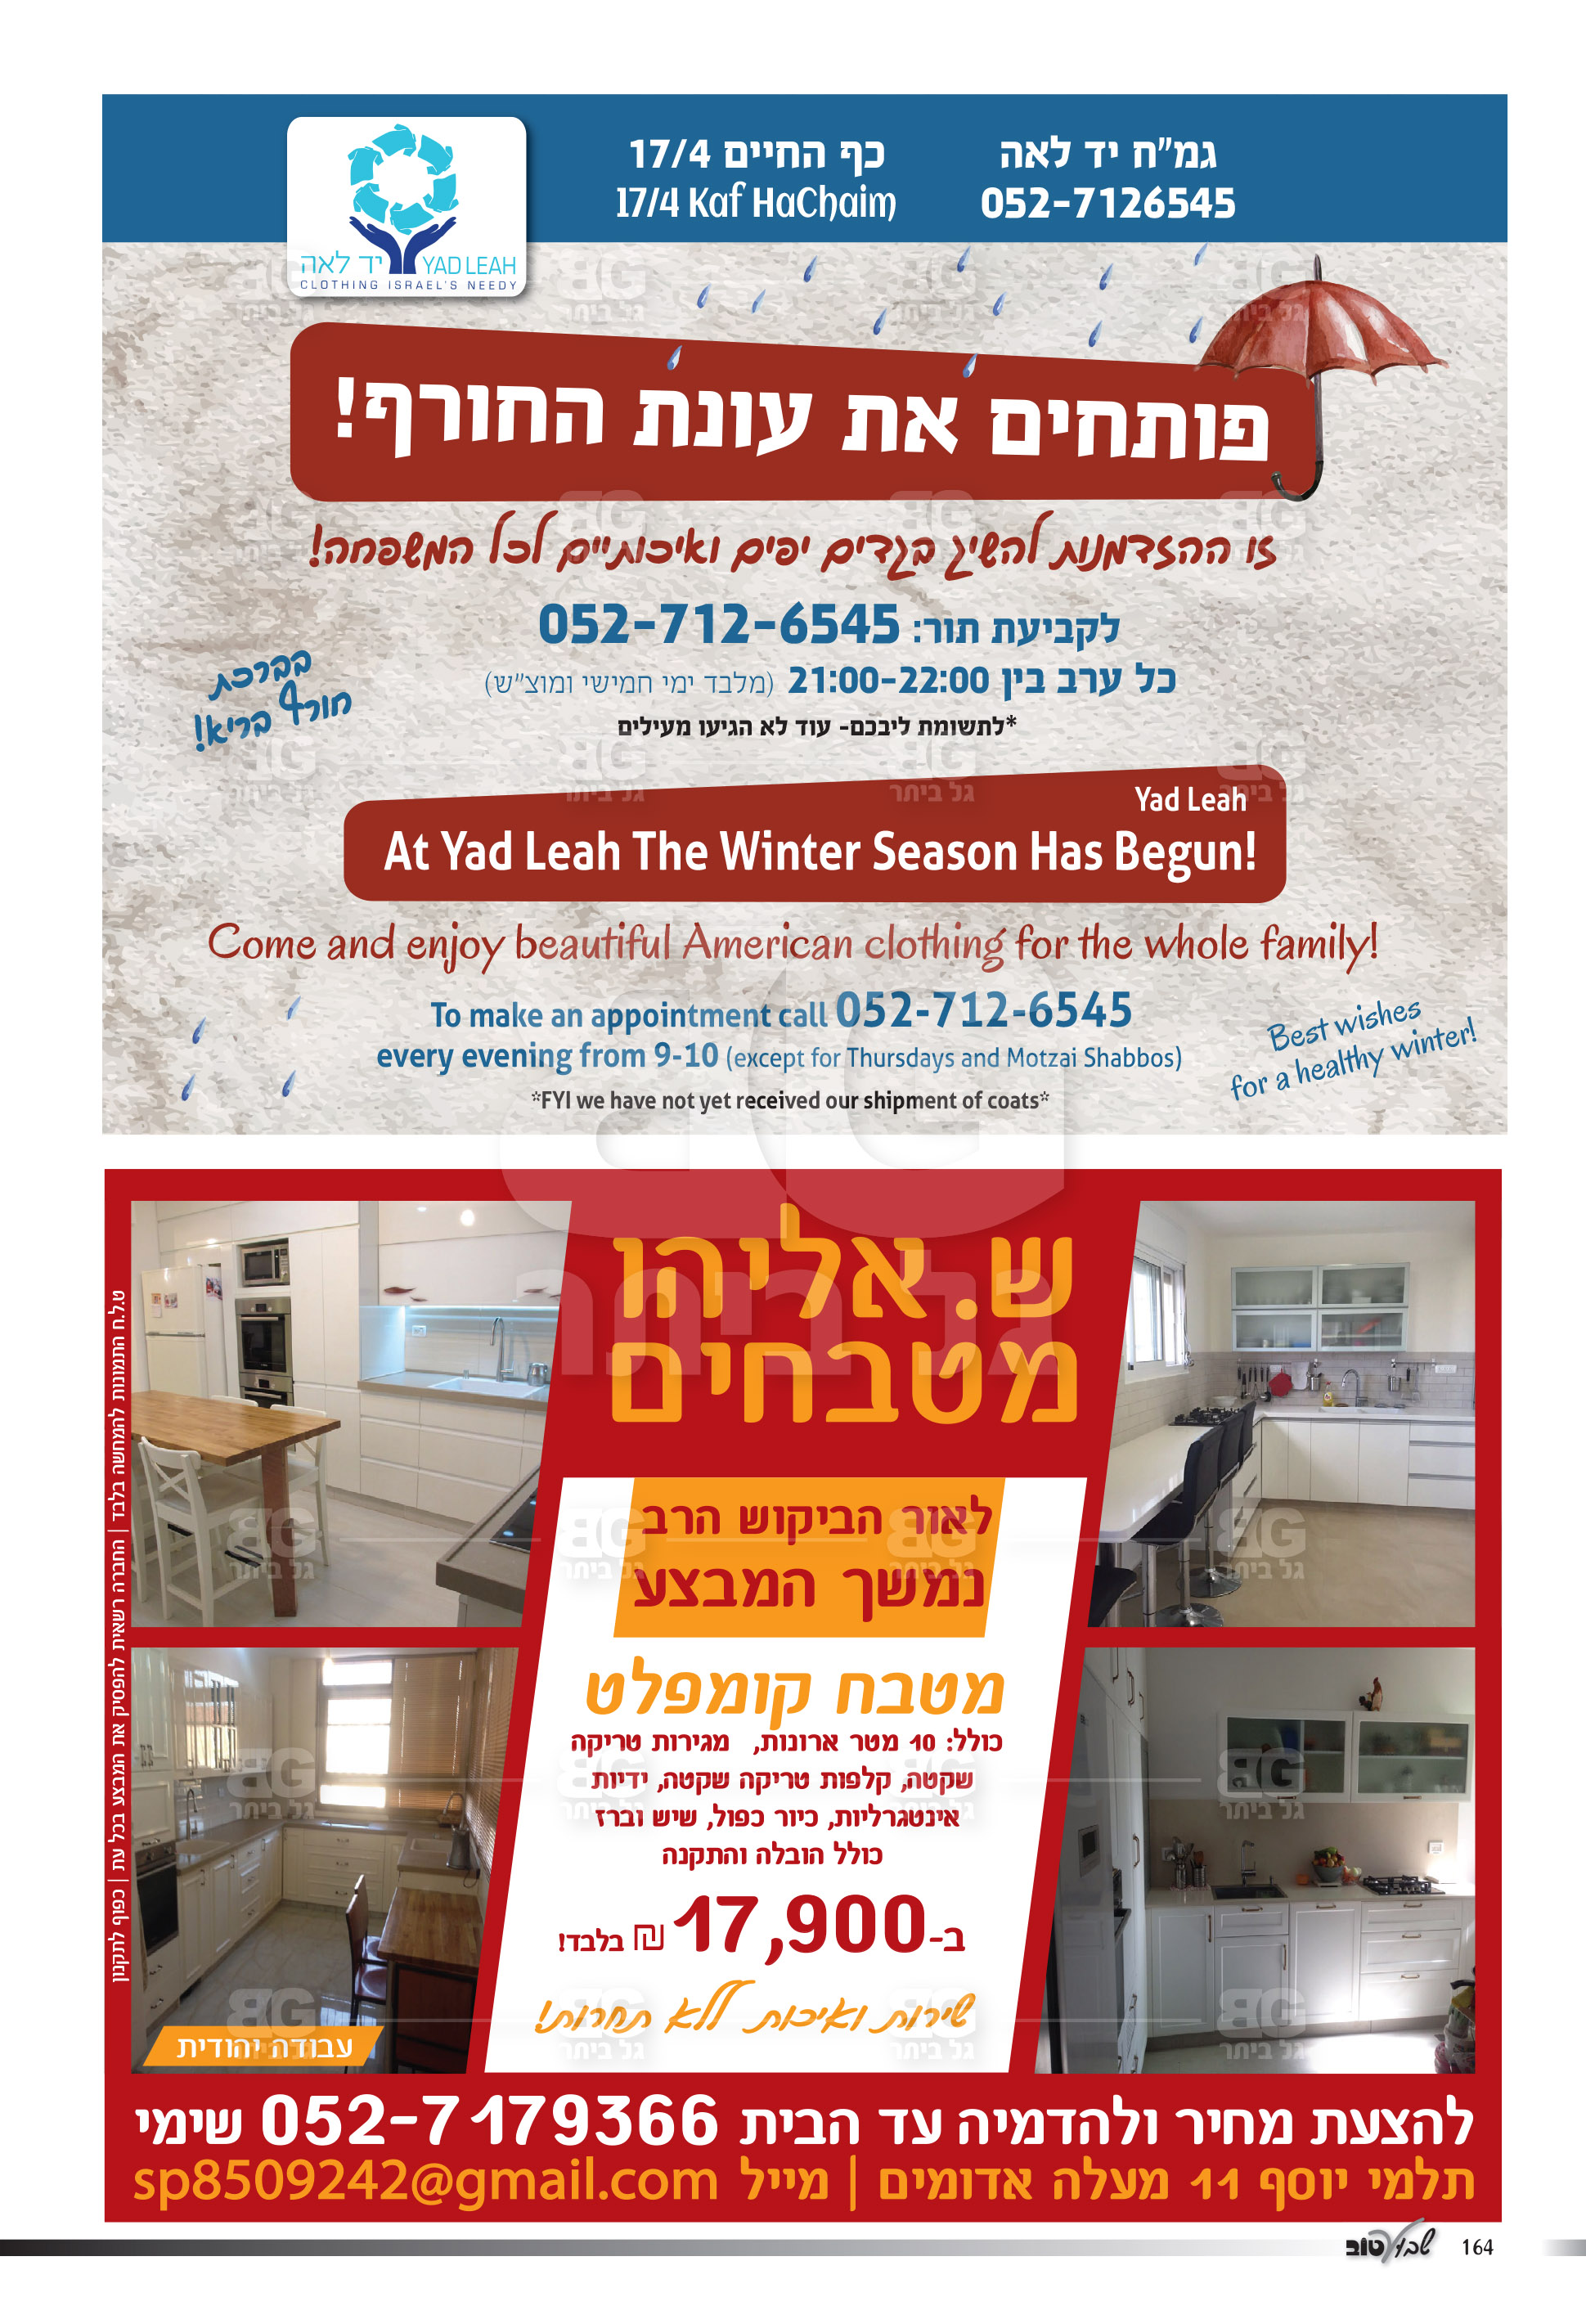 גמ"ח יד לאה
052-7126545
כף החיים 17/4
17/4 Kaf HaChaim
יד לאה YAD LEAH
CLOTHING ISRAEL'S NEEDY
פותחים את עונת החורף!
זו ההזדמנות להשיג בגדים יפים ואיכותיים לכל המשפחה!
לקביעת תור: 052-712-6545
כל ערב בין 21:00-22:00 (מלבד ימי חמישי ומוצ"ש)
*לתשומת ליבכם- עוד לא הגיעו מעילים
בברכת
חורף בריא!
Yad Leah
At Yad Leah The Winter Season Has Begun!
Come and enjoy beautiful American clothing for the whole family!
To make an appointment call 052-712-6545
every evening from 9-10 (except for Thursdays and Motzai Shabbos)
*FYI we have not yet received our shipment of coats*
Best wishes
for a healthy winter!
ש.אליהו
מטבחים
לאור הביקוש הרב
נמשך המבצע
מטבח קומפלט
כולל: 10 מטר ארונות, מגירות טריקה
שקטה, קלפות טריקה שקטה, ידיות
אינטגרליות, כיור כפול, שיש וברז
כולל הובלה והתקנה
ב-17,900 ₪ בלבד!
שירות ואיכות ללא תחרות!
עבודה יהודית
ט.ל.ח התמונות להמחשה בלבד | החברה רשאית להפסיק את המבצע בכל עת | כפוף לתקנון
להצעת מחיר ולהדמיה עד הבית 052-7179366 שימי
תלמי יוסף 11 מעלה אדומים | מייל sp8509242@gmail.com
164 שבוע טוב
BG
גל ביתר